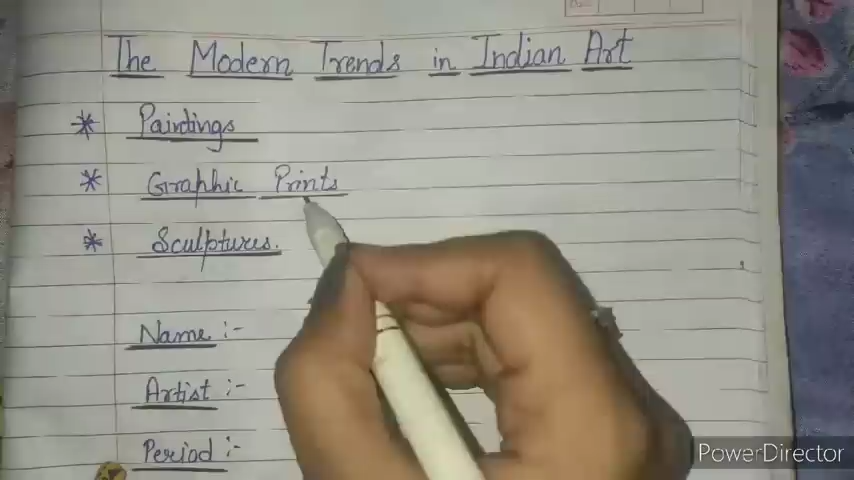 The Modern Trends in Indian Art
* Paintings
* Graphic Prints
* Sculptures.
Name :-
Artist :-
Period :-
PowerDirector